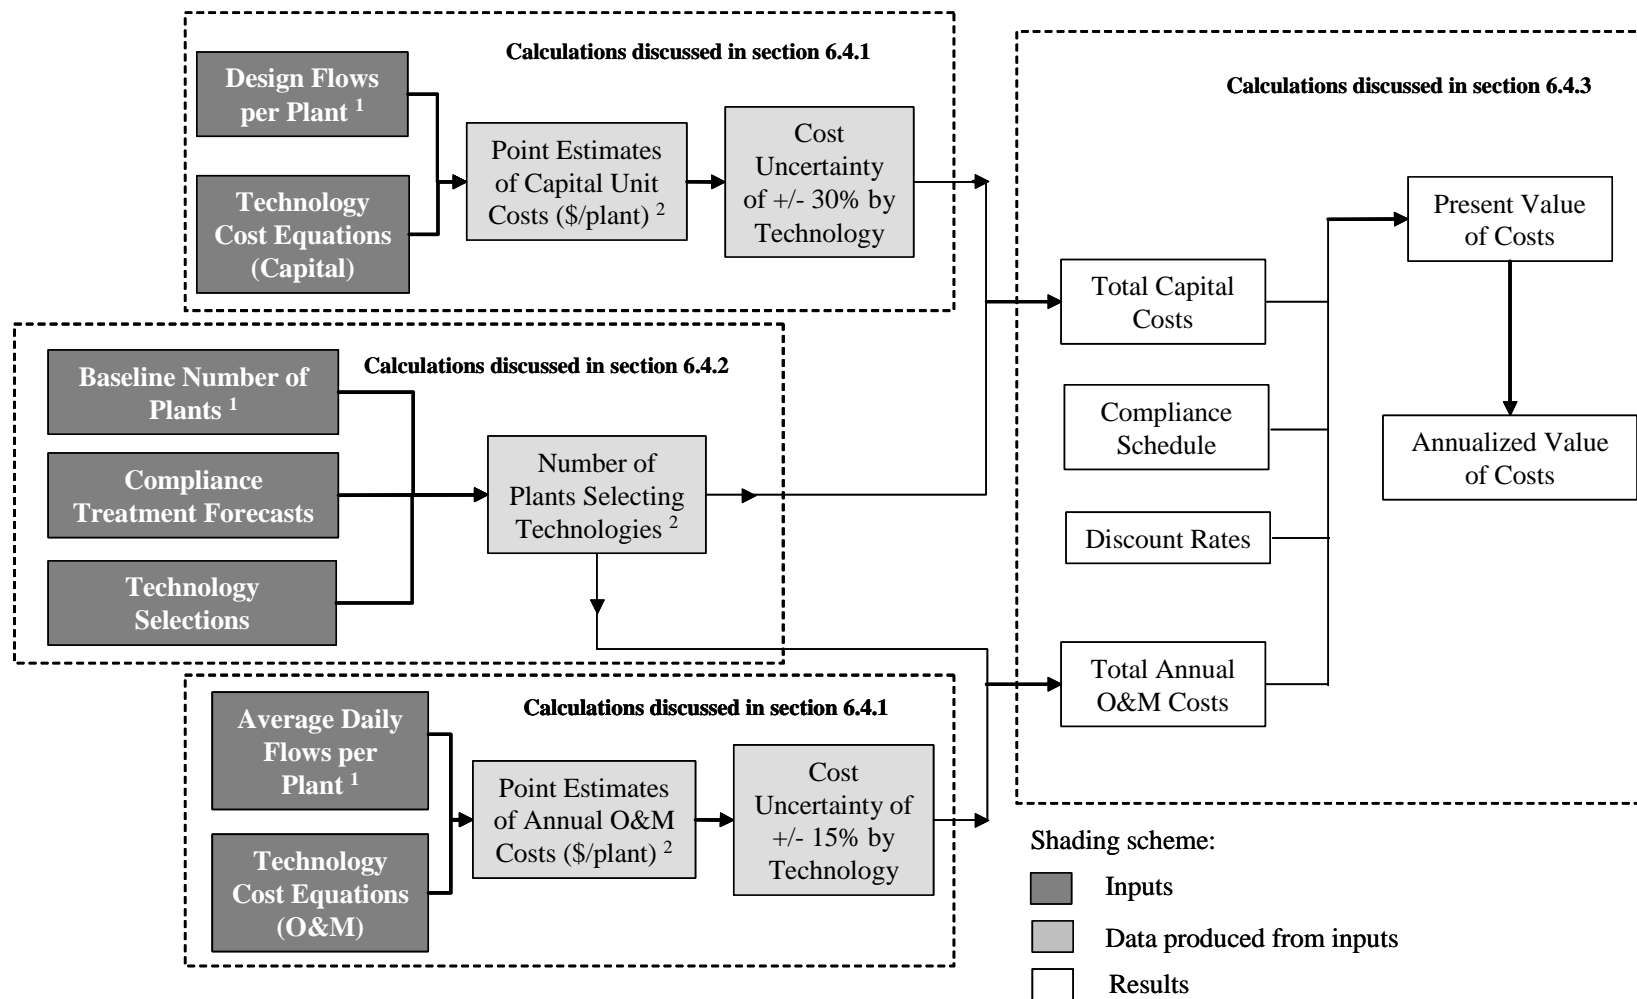 Calculations discussed in section 6.4.1
Design Flows
per Plant 1
Technology
Cost Equations
(Capital)
Point Estimates
of Capital Unit
Costs ($/plant) 2
Cost
Uncertainty
of +/- 30% by
Technology
Calculations discussed in section 6.4.2
Baseline Number of
Plants 1
Compliance
Treatment Forecasts
Technology
Selections
Number of
Plants Selecting
Technologies 2
Calculations discussed in section 6.4.1
Average Daily
Flows per
Plant 1
Technology
Cost Equations
(O&M)
Point Estimates
of Annual O&M
Costs ($/plant) 2
Cost
Uncertainty of
+/- 15% by
Technology
Calculations discussed in section 6.4.3
Total Capital
Costs
Compliance
Schedule
Discount Rates
Total Annual
O&M Costs
Present Value
of Costs
Annualized Value
of Costs
Shading scheme:
Inputs
Data produced from inputs
Results